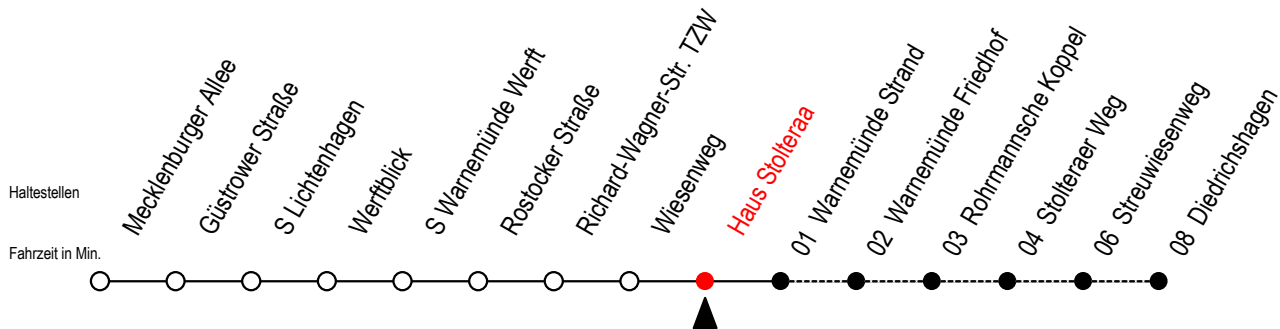 Haltestellen
Fahrzeit in Min.
Mecklenburger Allee
Güstrower Straße
S Lichtenhagen
Werftblick
S Warnemünde Werft
Rostocker Straße
Richard-Wagner-Str. TZW
Wiesenweg
Haus Stolteraa
01 Warnemünde Strand
02 Warnemünde Friedhof
03 Rohrmannsche Koppel
04 Stolteraer Weg
06 Streuwiesenweg
08 Diedrichshagen